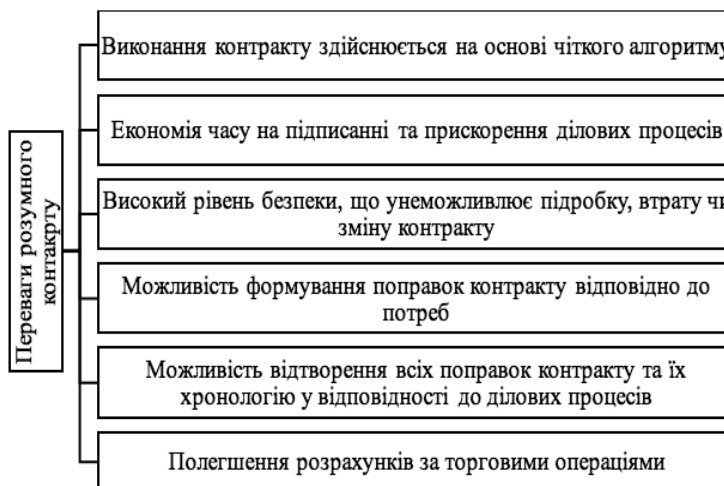 Переваги розумного
контакрту
Виконання контракту здійснюється на основі чіткого алгоритму
Економія часу на підписанні та прискорення ділових процесів
Високий рівень безпеки, що унеможливлює підробку, втрату чи
зміну контракту
Можливість формування поправок контракту відповідно до
потреб
Можливість відтворення всіх поправок контракту та їх
хронологію у відповідності до ділових процесів
Полегшення розрахунків за торговими операціями